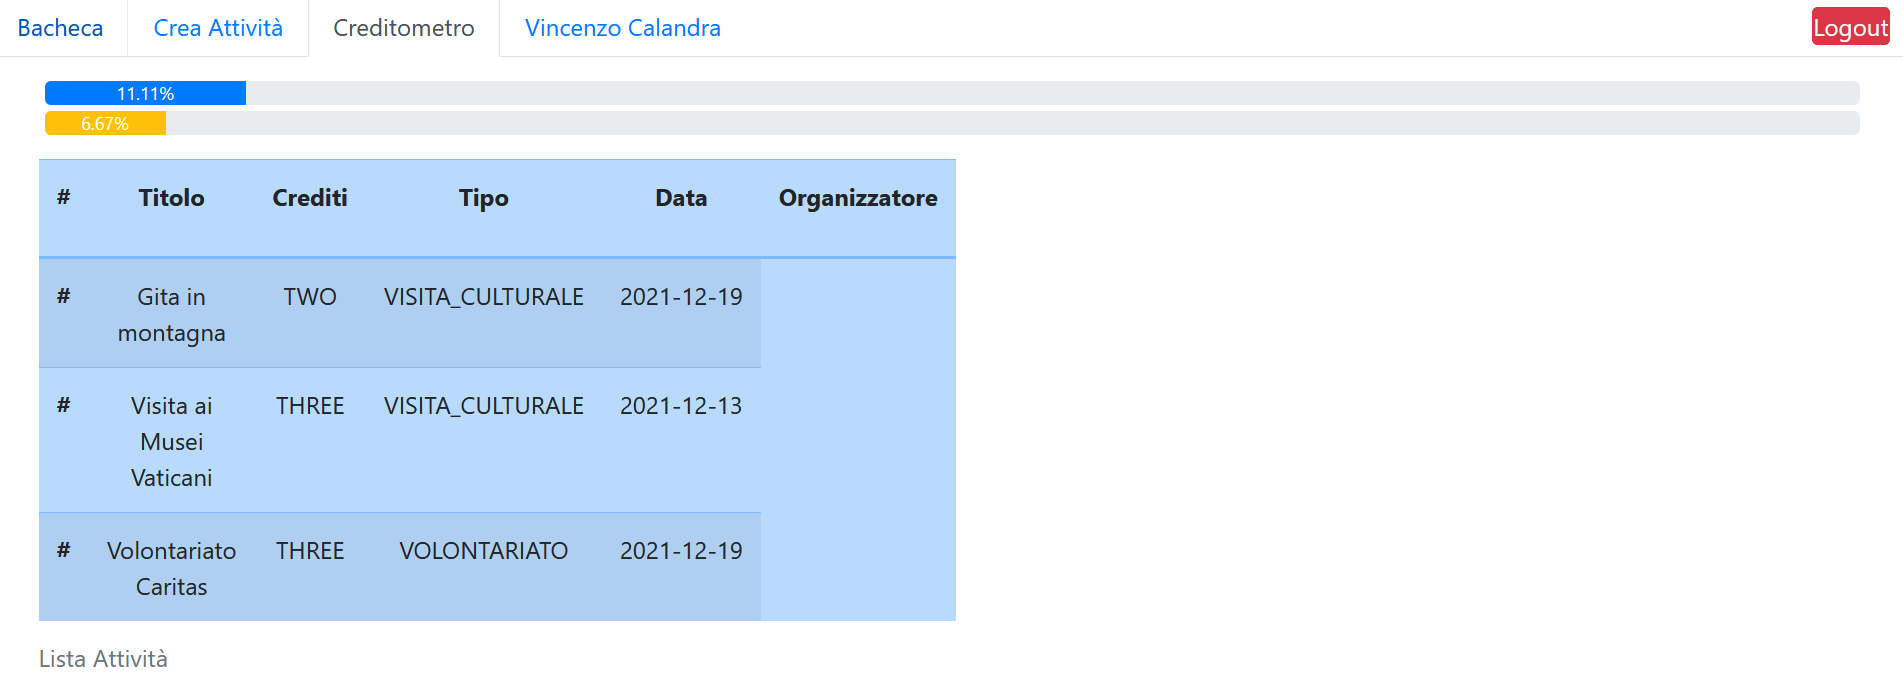 Bacheca Crea Attività Creditometro Vincenzo Calandra Logout
11.11%
6.67%
# Titolo Crediti Tipo Data Organizzatore
# Gita in TWO VISITA_CULTURALE 2021-12-19
montagna
# Visita ai THREE VISITA_CULTURALE 2021-12-13
Musei
Vaticani
# Volontariato THREE VOLONTARIATO 2021-12-19
Caritas
Lista Attività